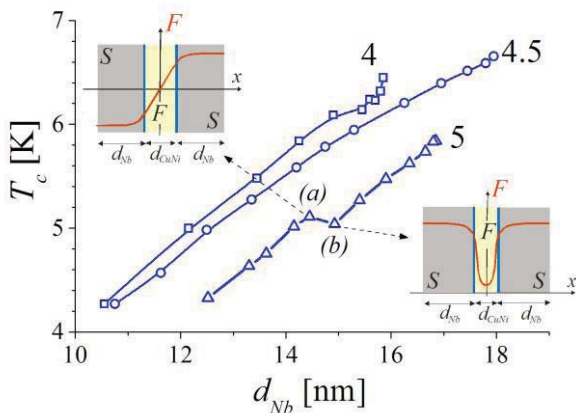 7
6
5
4
T_c [K]
10
12
14
16
18
d_Nb [nm]
4
4.5
5
(a)
(b)
F
S
F
S
x
d_Nb
d_CuNi
d_Nb
F
S
F
S
x
d_Nb
d_CuNi
d_Nb